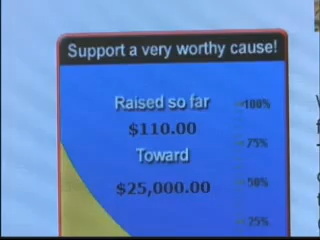 Support a very worthy cause!
Raised so far
100%
$110.00
75%
Toward
50%
$25,000.00
25%